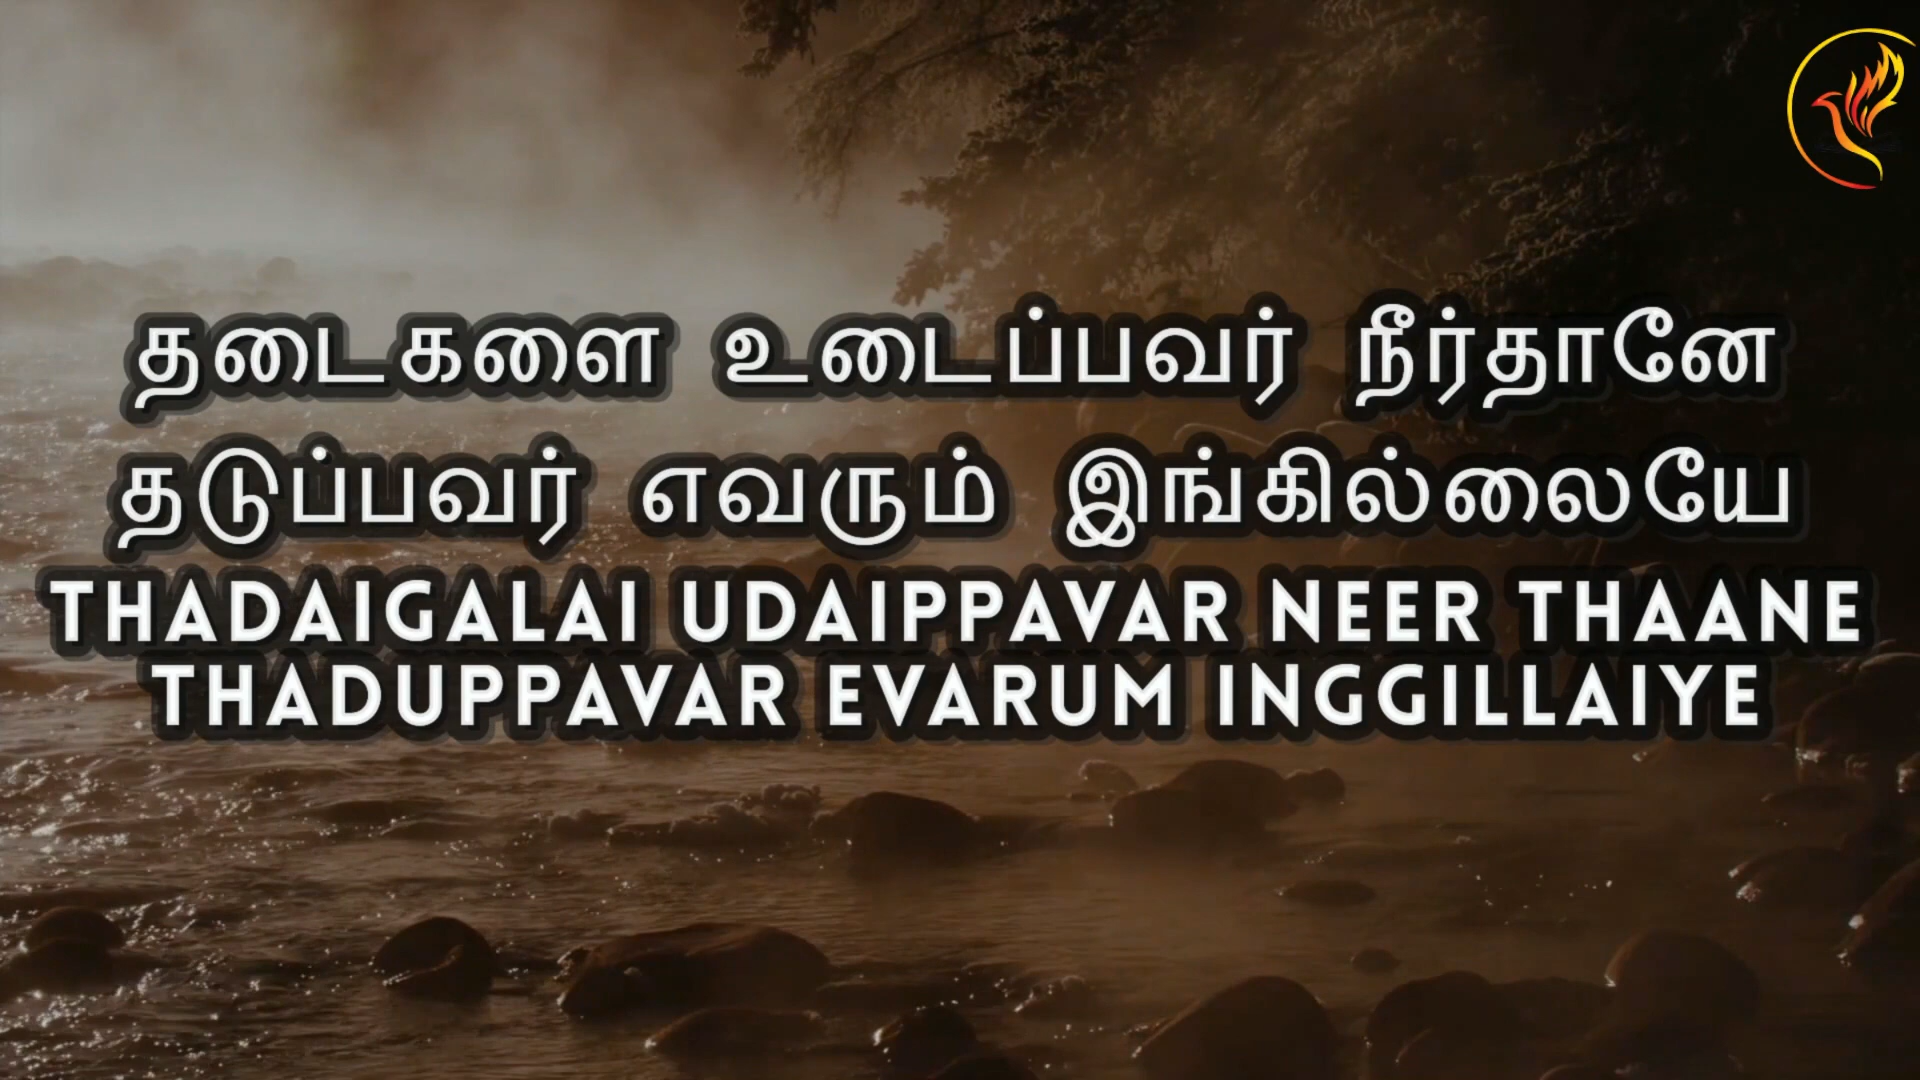 தடைகளை உடைப்பவர் நீர்தானே
தடுப்பவர் எவரும் இங்கில்லையே
THADAIGALAI UDAIPPAVAR NEER THAANE
THADUPPAVAR EVARUM INGGILLAIYE